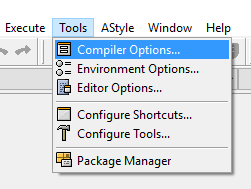 Execute Tools AStyle Window Help
Compiler Options...
Environment Options...
Editor Options...
Configure Shortcuts...
Configure Tools...
Package Manager